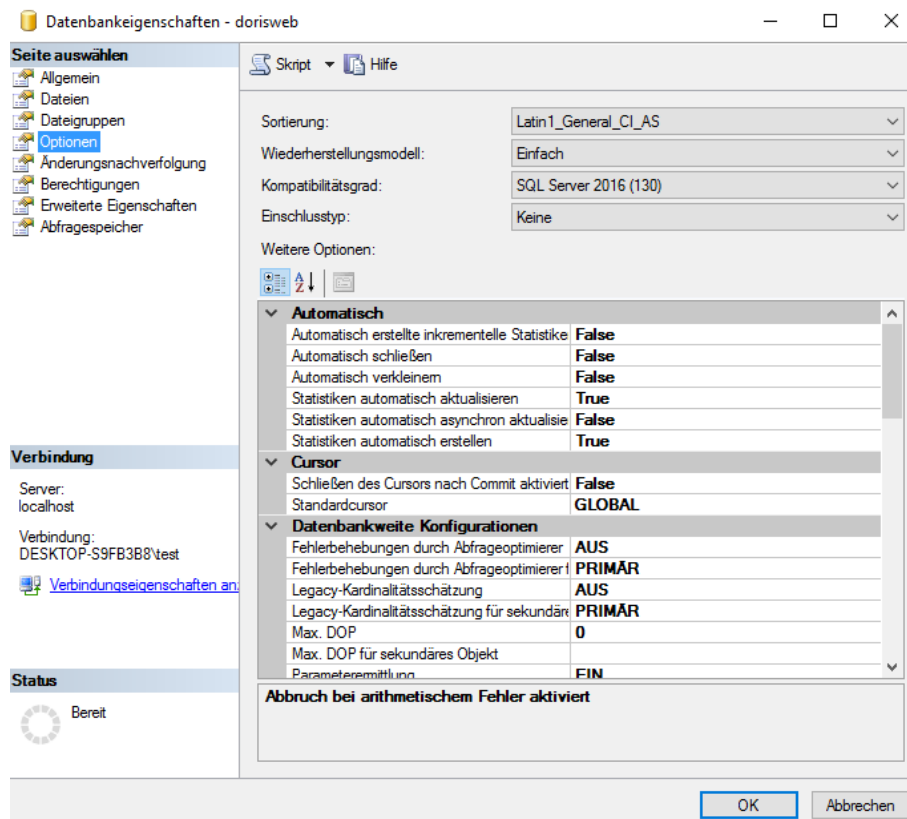 Datenbankeigenschaften - dorisweb
Seite auswählen
Allgemein
Dateien
Dateigruppen
Optionen
Änderungsnachverfolgung
Berechtigungen
Erweiterte Eigenschaften
Abfragespeicher
Verbindung
Server:
localhost
Verbindung:
DESKTOP-S9FB3B8\test
Verbindungseigenschaften an
Status
Bereit
Skript
Hilfe
Sortierung: Latin1_General_CI_AS
Wiederherstellungsmodell: Einfach
Kompatibilitätsgrad: SQL Server 2016 (130)
Einschlusstyp: Keine
Weitere Optionen:
Automatisch
Automatisch erstellte inkrementelle Statistike False
Automatisch schließen False
Automatisch verkleinern False
Statistiken automatisch aktualisieren True
Statistiken automatisch asynchron aktualisie False
Statistiken automatisch erstellen True
Cursor
Schließen des Cursors nach Commit aktiviert False
Standardcursor GLOBAL
Datenbankweite Konfigurationen
Fehlerbehebungen durch Abfrageoptimierer AUS
Fehlerbehebungen durch Abfrageoptimierer f PRIMÄR
Legacy-Kardinalitätsschätzung AUS
Legacy-Kardinalitätsschätzung für sekundäre PRIMÄR
Max. DOP 0
Max. DOP für sekundäres Objekt
Parameterermittlung EIN
Abbruch bei arithmetischem Fehler aktiviert
OK
Abbrechen